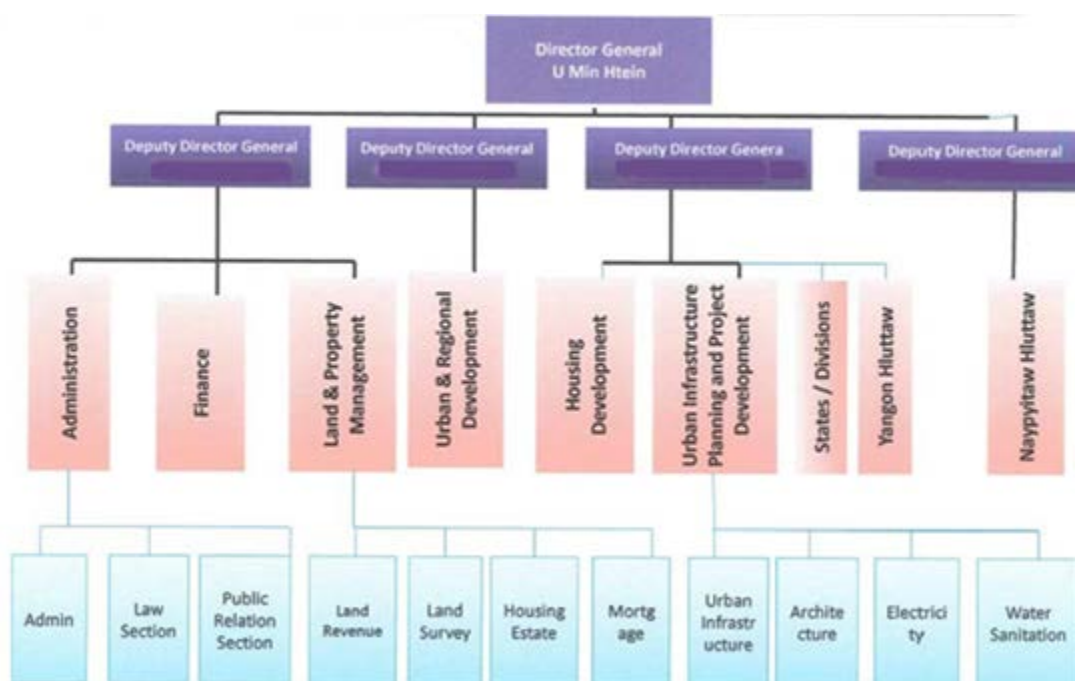 Director General
U Min Htein
Deputy Director General
Deputy Director General
Deputy Director Genera
Deputy Director General
Administration
Finance
Land & Property
Management
Urban & Regional
Development
Housing
Development
Urban Infrastructure
Planning and Project
Development
States / Divisions
Yangon Hluttaw
Naypyitaw Hluttaw
Admin
Law
Section
Public
Relation
Section
Land
Revenue
Land
Survey
Housing
Estate
Mortg
age
Urban
Infrastr
ucture
Archite
cture
Electrici
ty
Water
Sanitation